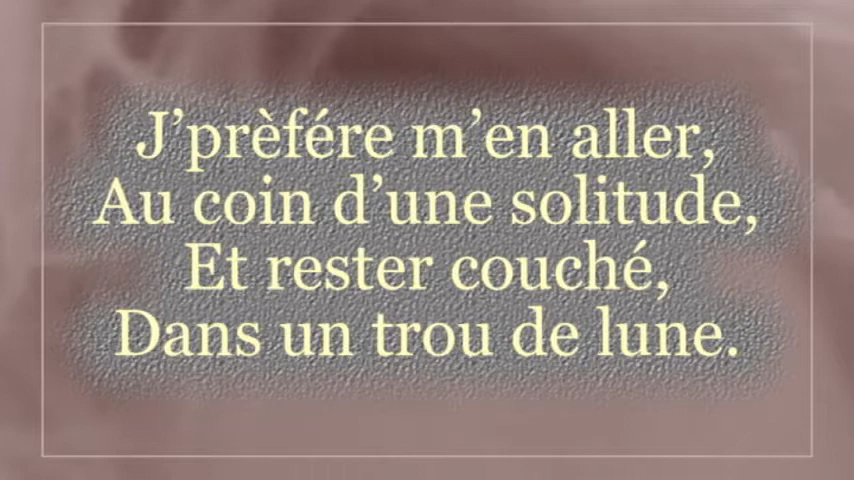 J’prèfére m’en aller,
Au coin d’une solitude,
Et rester couché,
Dans un trou de lune.